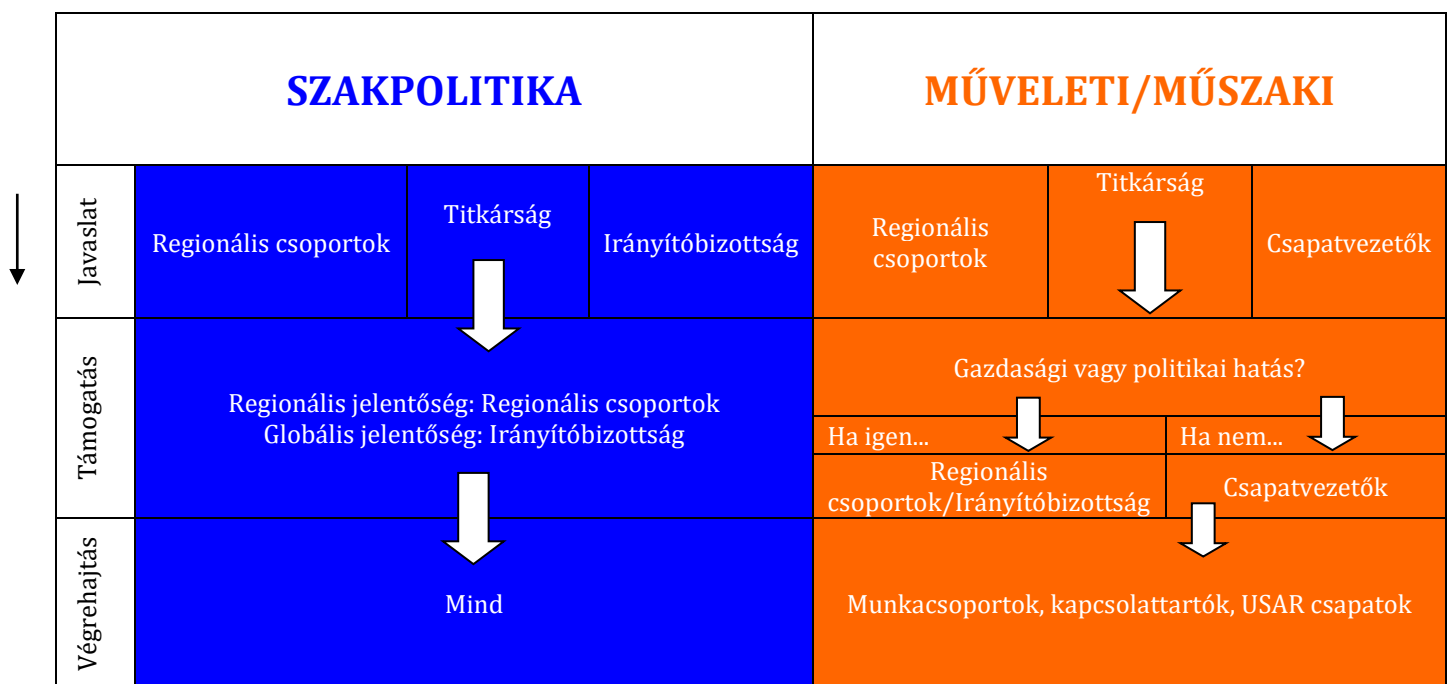 SZAKPOLITIKA
MŰVELETI/MŰSZAKI
Javaslat
Regionális csoportok
Titkárság
Irányítóbizottság
Regionális
csoportok
Titkárság
Csapatvezetők
Támogatás
Regionális jelentőség: Regionális csoportok
Globális jelentőség: Irányítóbizottság
Gazdasági vagy politikai hatás?
Ha igen...
Ha nem...
Regionális
csoportok/Irányítóbizottság
Csapatvezetők
Végrehajtás
Mind
Munkacsoportok, kapcsolattartók, USAR csapatok